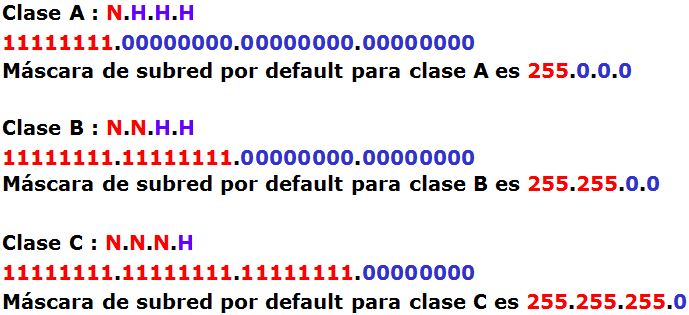 Clase A : N.H.H.H
11111111.00000000.00000000.00000000
Máscara de subred por default para clase A es 255.0.0.0
Clase B : N.N.H.H
11111111.11111111.00000000.00000000
Máscara de subred por default para clase B es 255.255.0.0
Clase C : N.N.N.H
11111111.11111111.11111111.00000000
Máscara de subred por default para clase C es 255.255.255.0